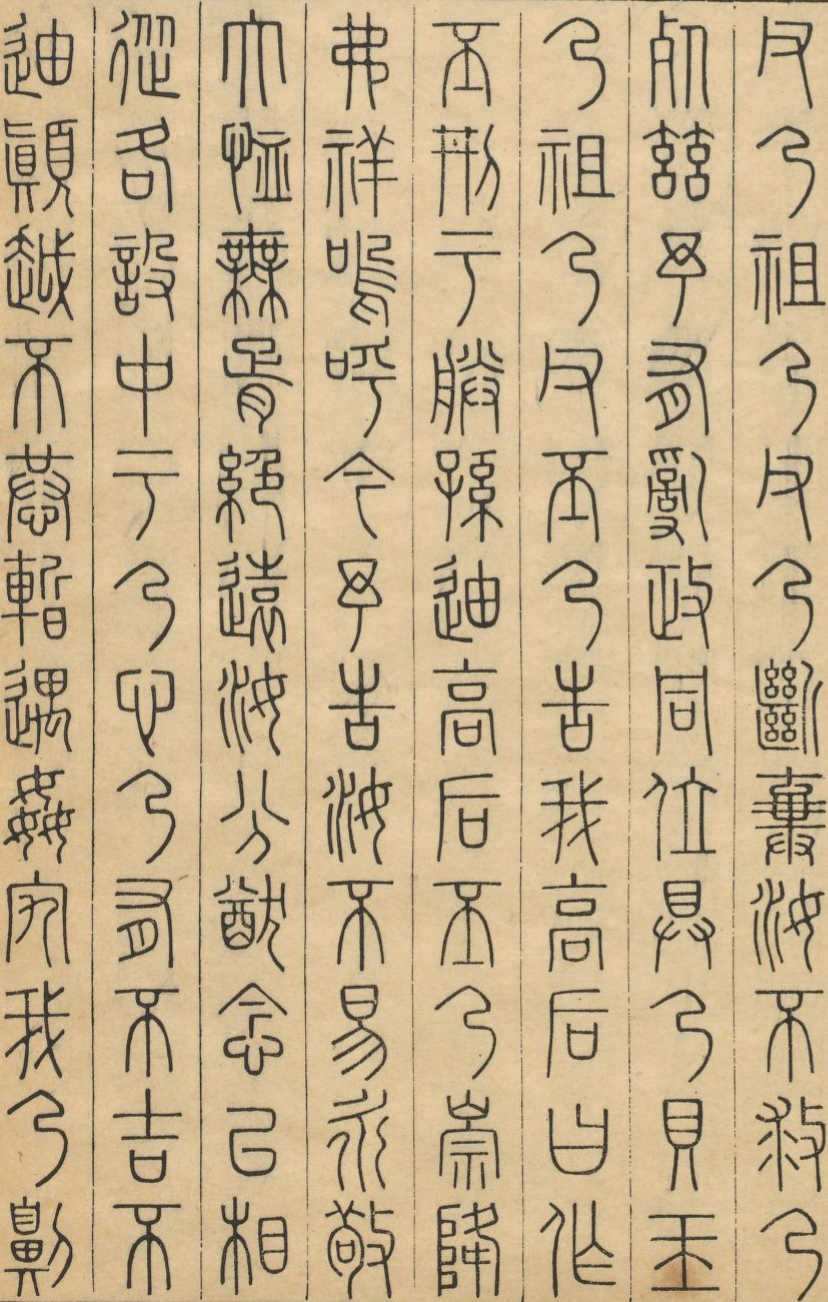 父乃祖乃父乃斷棄汝不救乃
死茲予有亂政同位具乃貝玉
乃祖乃父丕乃告我高后曰作
丕刑于朕孫迪高后丕乃崇降
弗祥嗚呼今予告汝不易永敬
大恤無胥絕遠汝分猷念以相
從各設中于乃心乃有不吉不
迪顛越不恭暫遇姦宄我乃劓